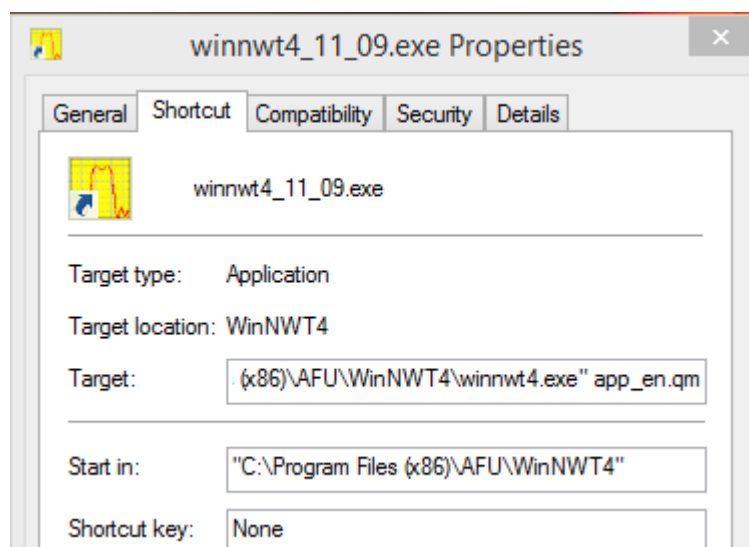 winnwt4_11_09.exe Properties
General Shortcut Compatibility Security Details
winnwt4_11_09.exe
Target type: Application
Target location: WinNWT4
Target: (x86)\AFU\WinNWT4\winnwt4.exe" app_en.qm
Start in: "C:\Program Files (x86)\AFU\WinNWT4"
Shortcut key: None